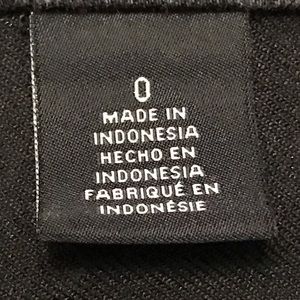 0
MADE IN
INDONESIA
HECHO EN
INDONESIA
FABRIQUÉ EN
INDONÉSIE